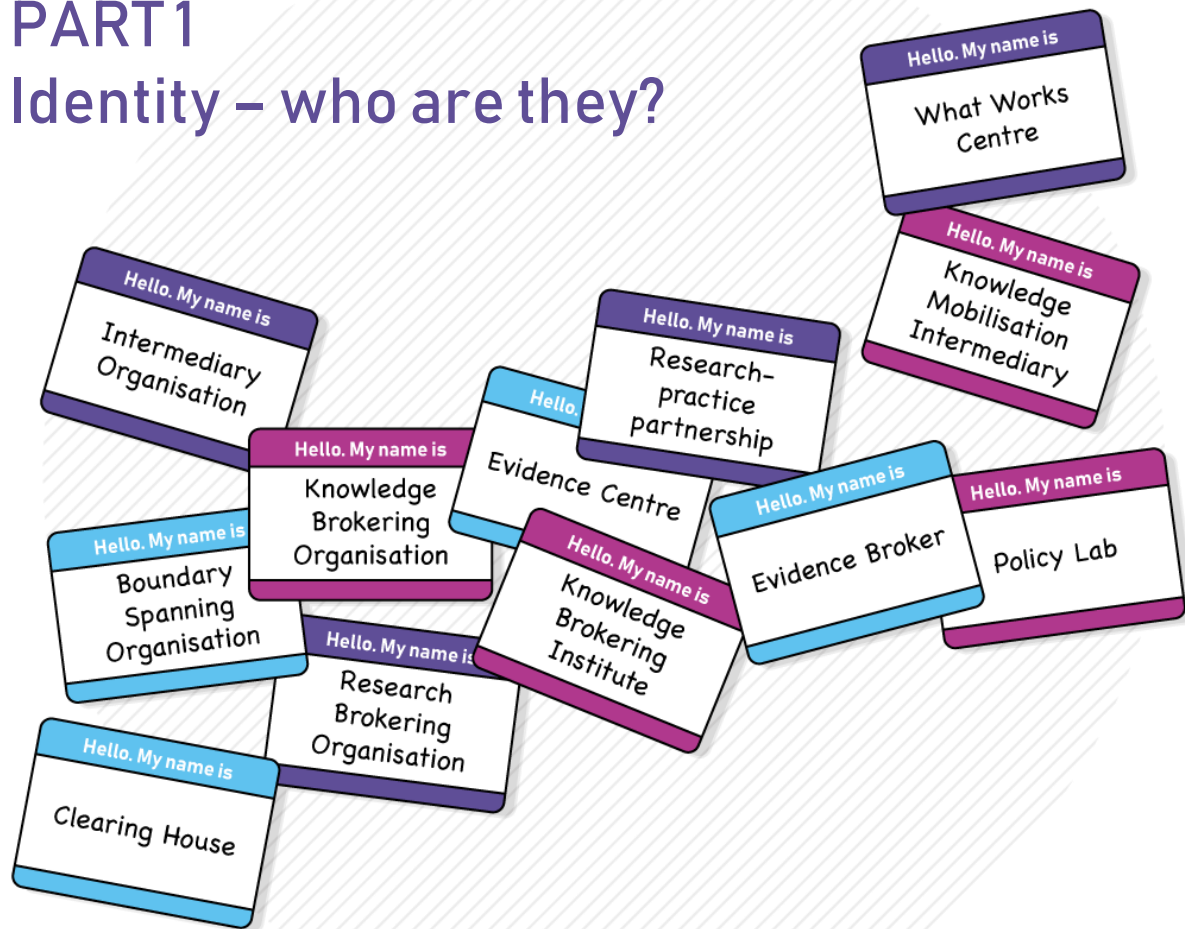 PART 1
Identity – who are they?
Hello. My name is
What Works
Centre
Hello. My name is
Knowledge
Mobilisation
Intermediary
Hello. My name is
Intermediary
Organisation
Hello. My name is
Research-
practice
partnership
Hello.
Evidence Centre
Hello. My name is
Knowledge
Brokering
Organisation
Hello. My name is
Evidence Broker
Hello. My name is
Policy Lab
Hello. My name is
Boundary
Spanning
Organisation
Hello. My name is
Knowledge
Brokering
Institute
Hello. My name is
Research
Brokering
Organisation
Hello. My name is
Clearing House